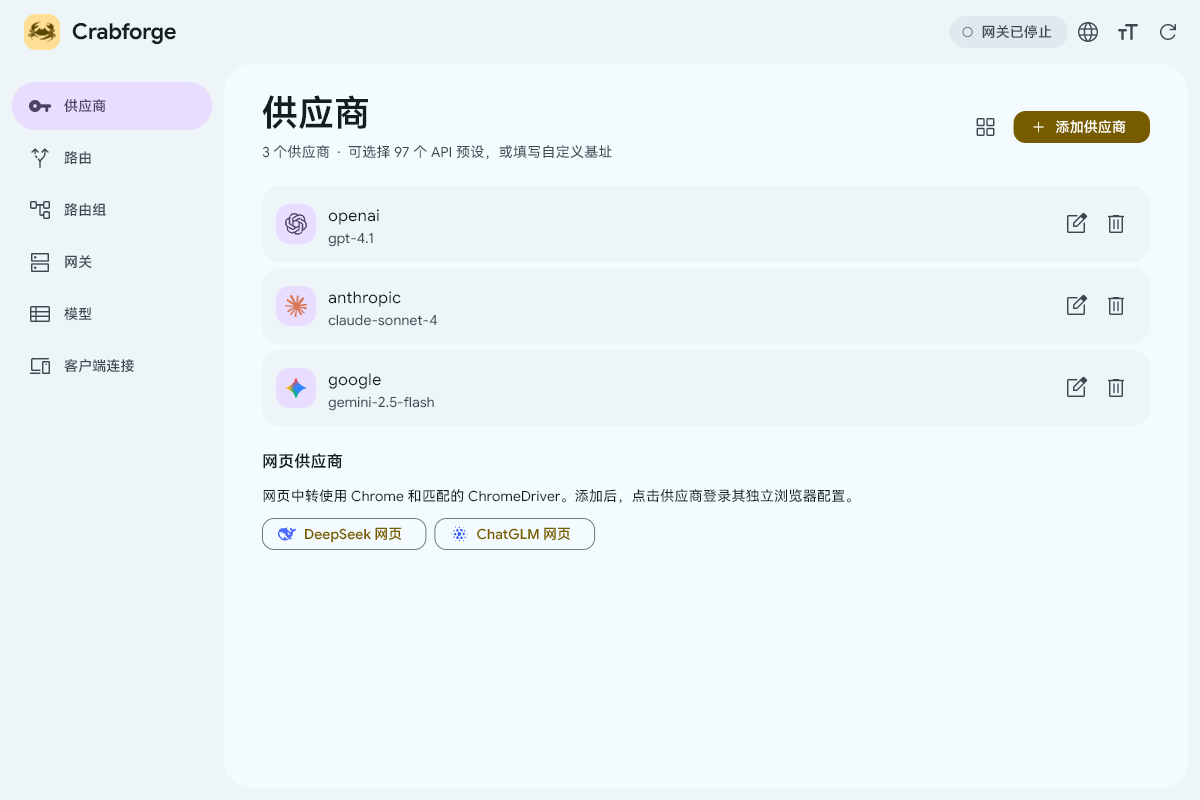 Crabforge
网关已停止
供应商
路由
路由组
网关
模型
客户端连接
供应商
3 个供应商 · 可选择 97 个 API 预设，或填写自定义基址
添加供应商
openai
gpt-4.1
anthropic
claude-sonnet-4
google
gemini-2.5-flash
网页供应商
网页中转使用 Chrome 和匹配的 ChromeDriver。添加后，点击供应商登录其独立浏览器配置。
DeepSeek 网页
ChatGLM 网页